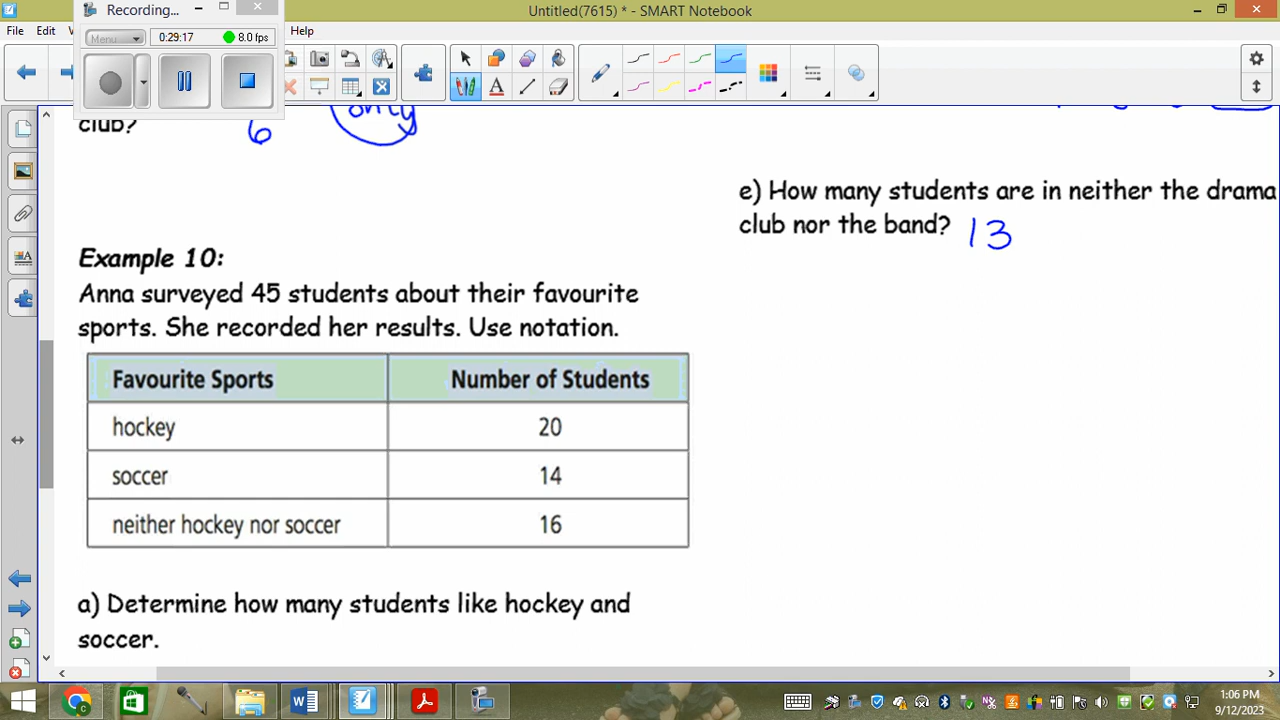 Recording...
Untitled(7615) * - SMART Notebook
File Edit Help
Menu 0:29:17 8.0 fps
club? 6 only
e) How many students are in neither the drama
club nor the band? 13
Example 10:
Anna surveyed 45 students about their favourite
sports. She recorded her results. Use notation.
Favourite Sports Number of Students
hockey 20
soccer 14
neither hockey nor soccer 16
a) Determine how many students like hockey and
soccer.
1:06 PM
9/12/2023